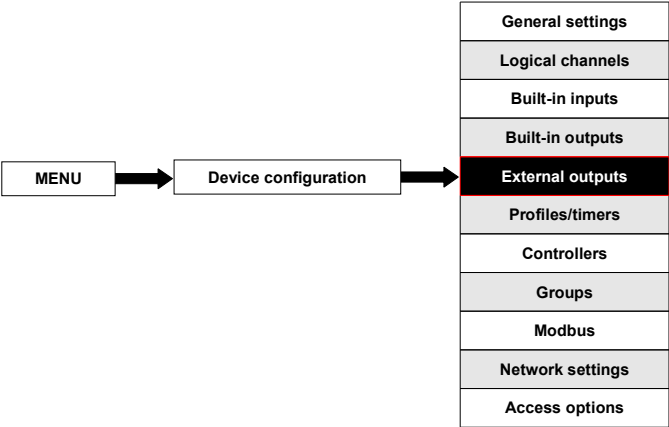 General settings
Logical channels
Built-in inputs
Built-in outputs
MENU
Device configuration
External outputs
Profiles/timers
Controllers
Groups
Modbus
Network settings
Access options